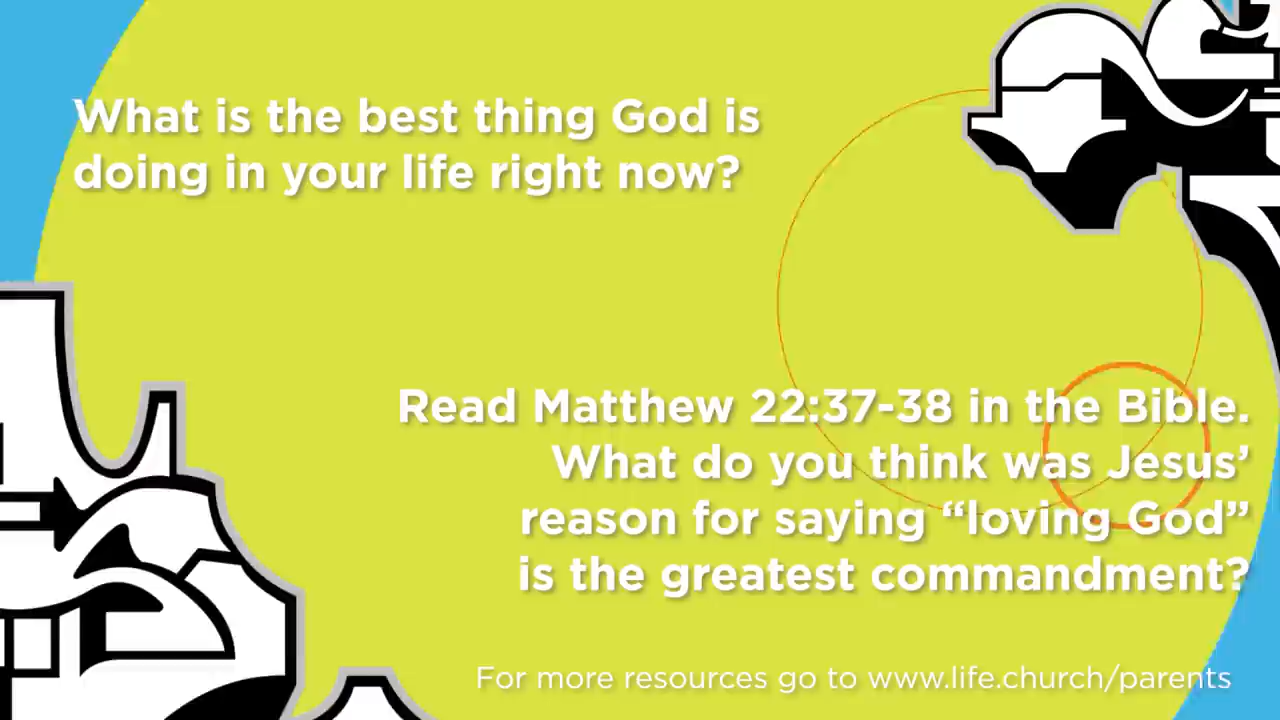 What is the best thing God is
doing in your life right now?
Read Matthew 22:37-38 in the Bible.
What do you think was Jesus’
reason for saying “loving God”
is the greatest commandment?
For more resources go to www.life.church/parents